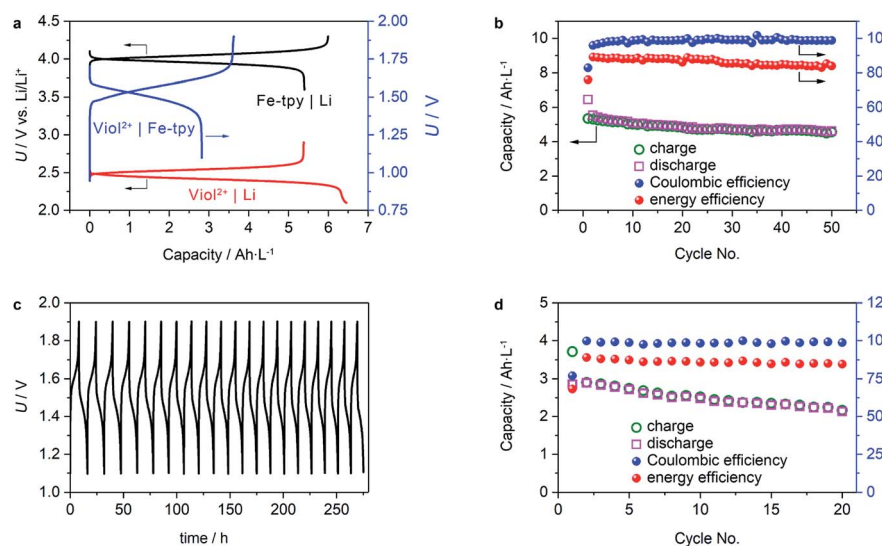 a
U / V vs. Li/Li⁺
4.5
4.0
3.5
3.0
2.5
2.0
Fe-tpy | Li
Viol²⁺ | Fe-tpy
Viol²⁺ | Li
2.00
1.75
1.50
1.25
1.00
0.75
U / V
0 1 2 3 4 5 6 7
Capacity / Ah·L⁻¹
b
Capacity / Ah·L⁻¹
10
8
6
4
2
0
charge
discharge
Coulombic efficiency
energy efficiency
10
80
60
40
20
0
0 10 20 30 40 50
Cycle No.
c
U / V
2.0
1.8
1.6
1.4
1.2
1.0
0 50 100 150 200 250
time / h
d
Capacity / Ah·L⁻¹
5
4
3
2
1
0
charge
discharge
Coulombic efficiency
energy efficiency
12
10
75
50
25
0
0 5 10 15 20
Cycle No.